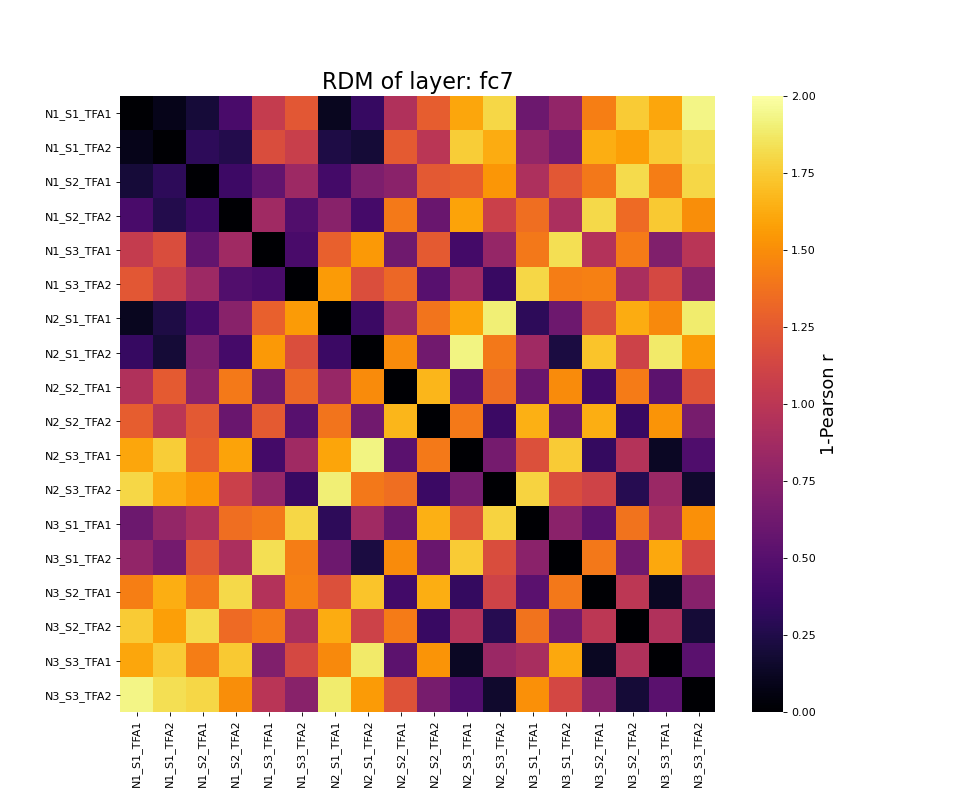 RDM of layer: fc7
N1_S1_TFA1
N1_S1_TFA2
N1_S2_TFA1
N1_S2_TFA2
N1_S3_TFA1
N1_S3_TFA2
N2_S1_TFA1
N2_S1_TFA2
N2_S2_TFA1
N2_S2_TFA2
N2_S3_TFA1
N2_S3_TFA2
N3_S1_TFA1
N3_S1_TFA2
N3_S2_TFA1
N3_S2_TFA2
N3_S3_TFA1
N3_S3_TFA2
N1_S1_TFA1
N1_S1_TFA2
N1_S2_TFA1
N1_S2_TFA2
N1_S3_TFA1
N1_S3_TFA2
N2_S1_TFA1
N2_S1_TFA2
N2_S2_TFA1
N2_S2_TFA2
N2_S3_TFA1
N2_S3_TFA2
N3_S1_TFA1
N3_S1_TFA2
N3_S2_TFA1
N3_S2_TFA2
N3_S3_TFA1
N3_S3_TFA2
2.00
1.75
1.50
1.25
1.00
0.75
0.50
0.25
0.00
1-Pearson r